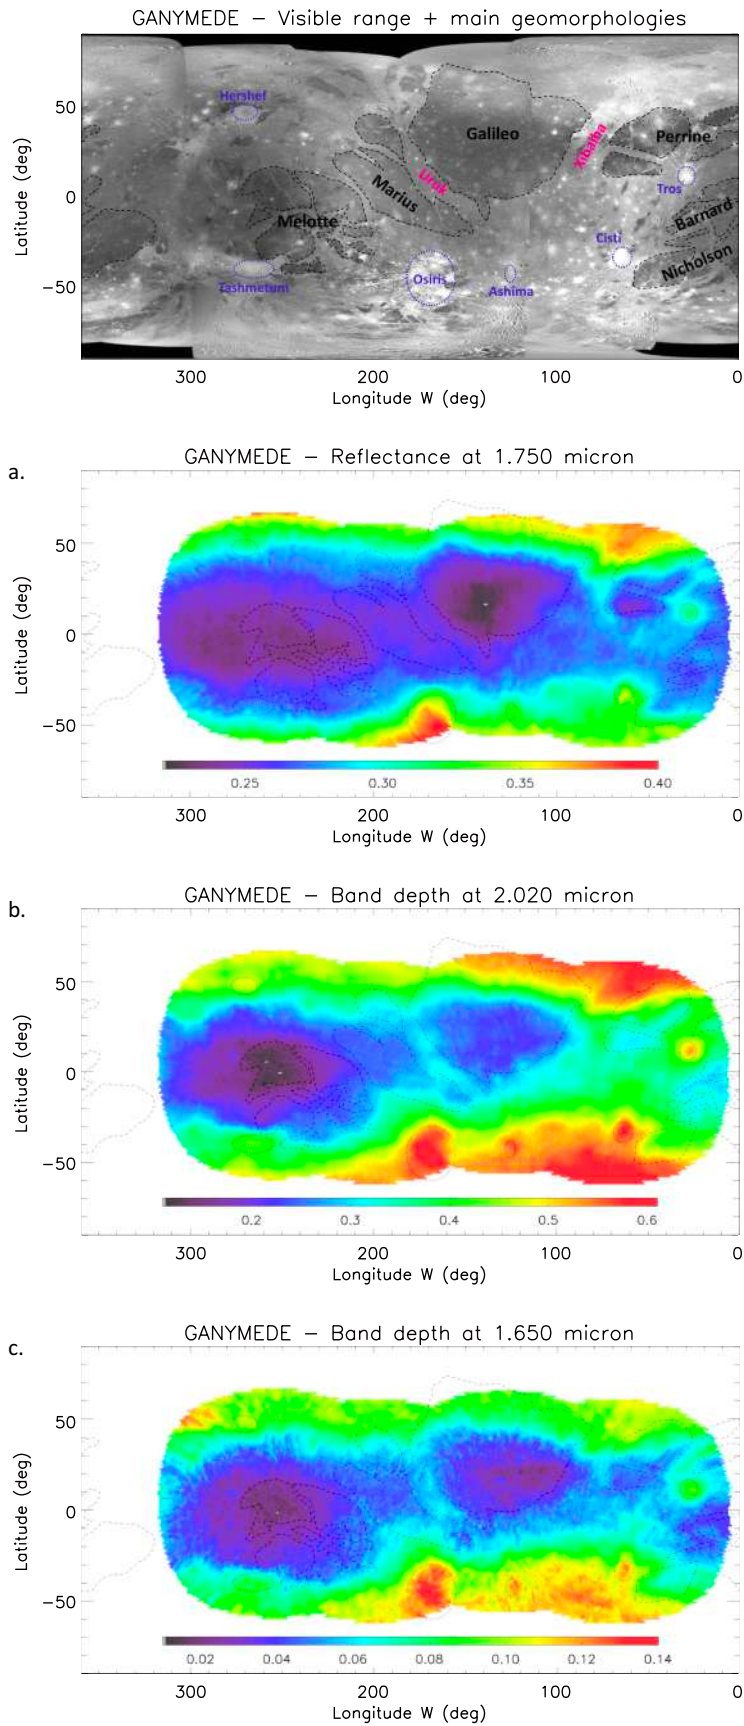 GANYMEDE – Visible range + main geomorphologies
Latitude (deg)
50
0
−50
Hershef
Galileo
Xibalba
Perrine
Uruk
Marius
Tros
Melotte
Barnard
Cisti
Nicholson
Tashmetum
Osiris
Ashima
300 200 100 0
Longitude W (deg)
a.
GANYMEDE – Reflectance at 1.750 micron
Latitude (deg)
50
0
−50
0.25 0.30 0.35 0.40
300 200 100 0
Longitude W (deg)
b.
GANYMEDE – Band depth at 2.020 micron
Latitude (deg)
50
0
−50
0.2 0.3 0.4 0.5 0.6
300 200 100 0
Longitude W (deg)
c.
GANYMEDE – Band depth at 1.650 micron
Latitude (deg)
50
0
−50
0.02 0.04 0.06 0.08 0.10 0.12 0.14
300 200 100 0
Longitude W (deg)